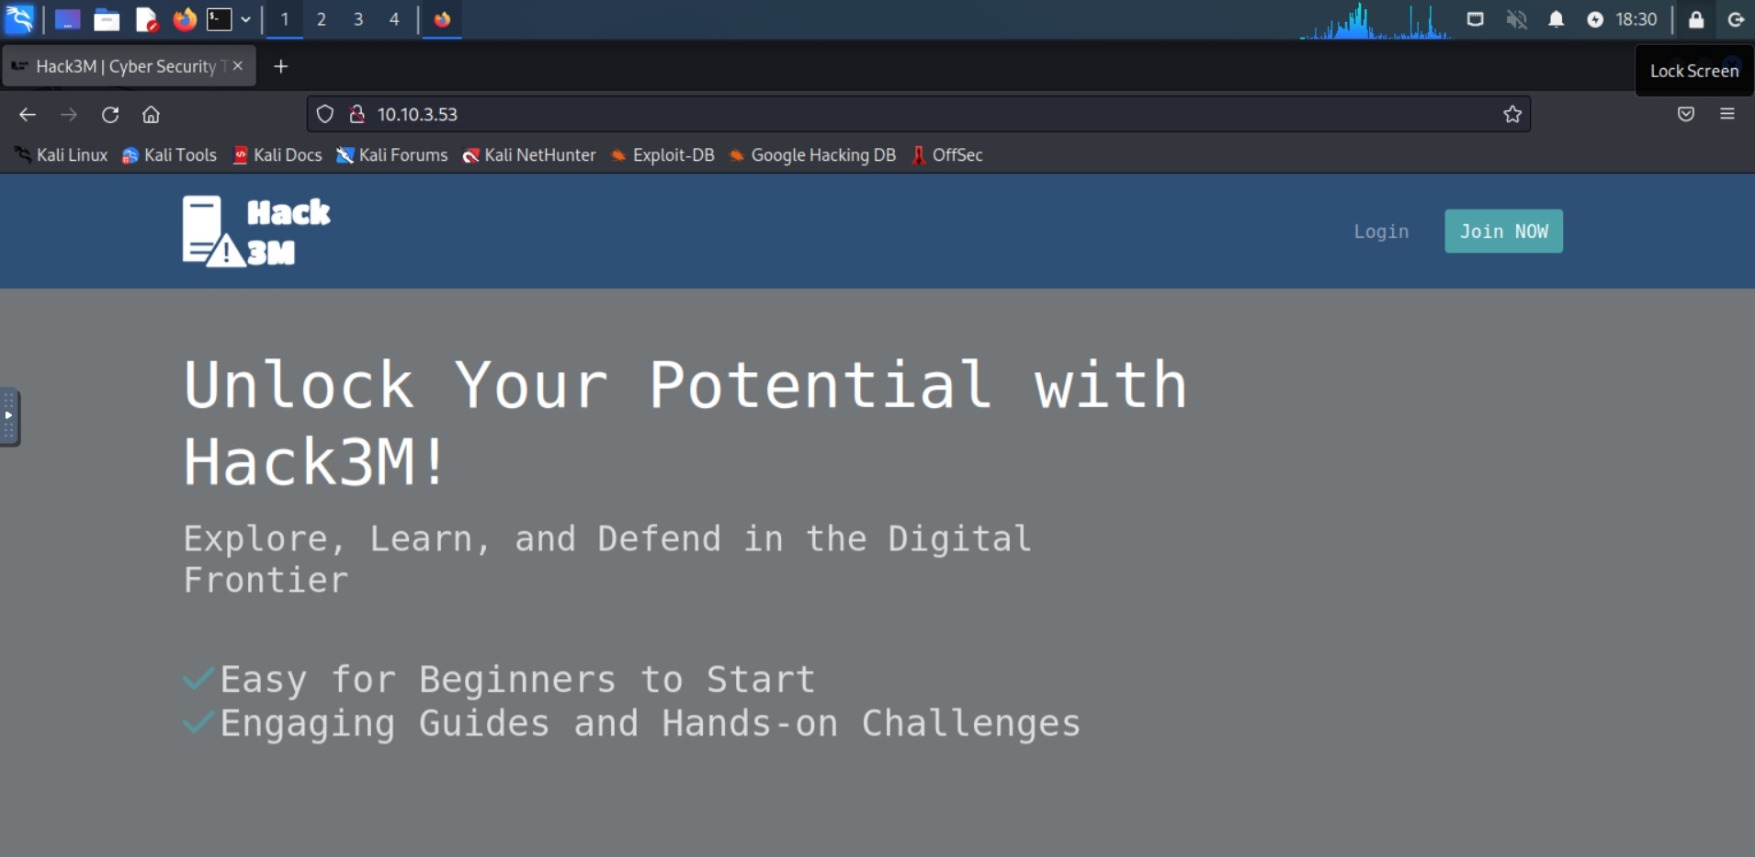 1 2 3 4 18:30
Hack3M | Cyber Security T
Lock Screen
10.10.3.53
Kali Linux Kali Tools Kali Docs Kali Forums Kali NetHunter Exploit-DB Google Hacking DB OffSec
Hack
3M
Login Join NOW
Unlock Your Potential with
Hack3M!
Explore, Learn, and Defend in the Digital
Frontier
Easy for Beginners to Start
Engaging Guides and Hands-on Challenges